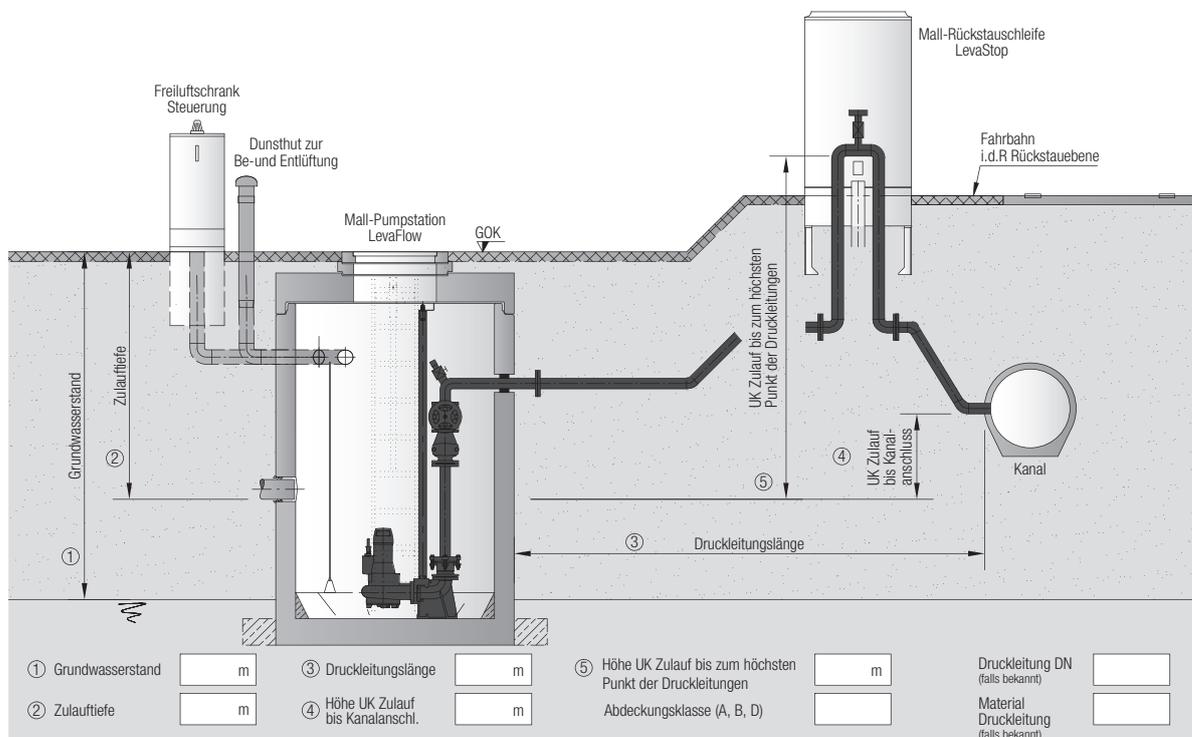 Mall-Rückstauschleife
LevaStop
Freiluftschrank
Steuerung
Dunsthut zur
Be-und Entlüftung
Fahrbahn
i.d.R Rückstauebene
Mall-Pumpstation
LevaFlow
GOK
Grundwasserstand
①
Zulauftiefe
②
UK Zulauf bis zum höchsten
Punkt der Druckleitungen
⑤
④
UK Zulauf
bis Kanal-
anschluss
Kanal
③ Druckleitungslänge
① Grundwasserstand m
② Zulauftiefe m
③ Druckleitungslänge m
④ Höhe UK Zulauf
bis Kanalanschl. m
⑤ Höhe UK Zulauf bis zum höchsten
Punkt der Druckleitungen m
Abdeckungsklasse (A, B, D)
Druckleitung DN
(falls bekannt)
Material
Druckleitung
(falls bekannt)